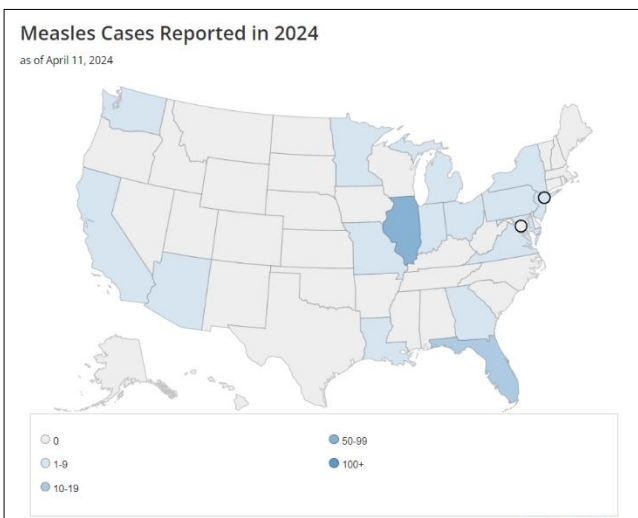 Measles Cases Reported in 2024
as of April 11, 2024
0
50-99
1-9
100+
10-19